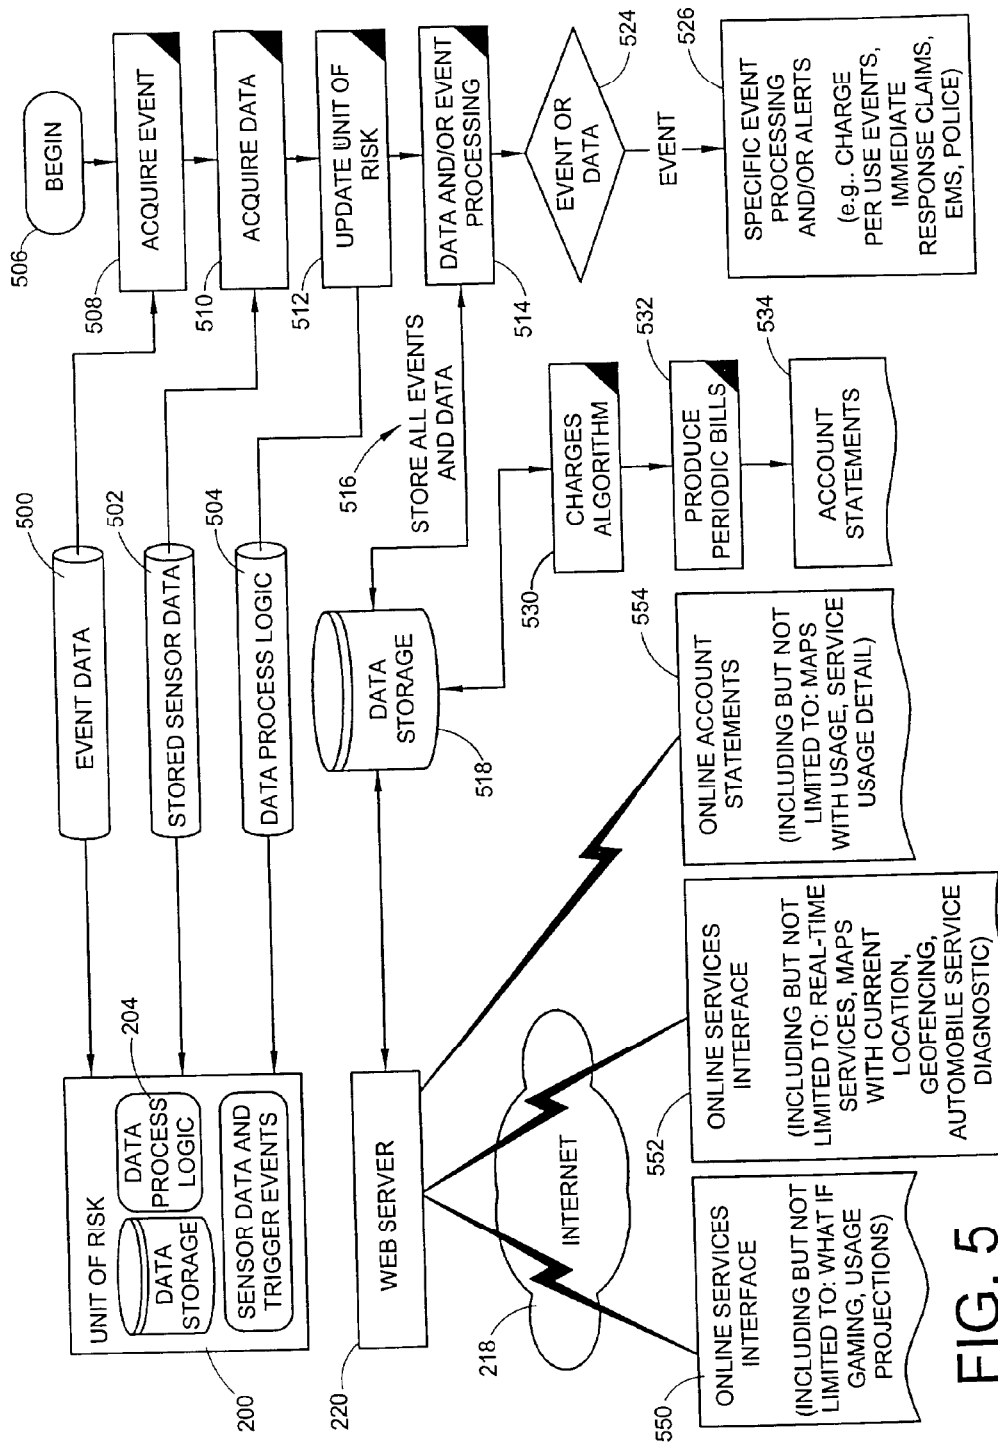 506
BEGIN
508
ACQUIRE EVENT
510
ACQUIRE DATA
512
UPDATE UNIT OF
RISK
514
DATA AND/OR EVENT
PROCESSING
524
EVENT OR
DATA
EVENT
526
SPECIFIC EVENT
PROCESSING
AND/OR ALERTS
(e.g.. CHARGE
PER USE EVENTS,
IMMEDIATE
RESPONSE CLAIMS,
EMS, POLICE)
500
EVENT DATA
502
STORED SENSOR DATA
504
DATA PROCESS LOGIC
516
STORE ALL EVENTS
AND DATA
DATA
STORAGE
518
530
CHARGES
ALGORITHM
532
PRODUCE
PERIODIC BILLS
534
ACCOUNT
STATEMENTS
UNIT OF RISK
204
DATA
PROCESS
LOGIC
DATA
STORAGE
SENSOR DATA AND
TRIGGER EVENTS
200
WEB SERVER
220
INTERNET
218
550
ONLINE SERVICES
INTERFACE
(INCLUDING BUT NOT
LIMITED TO: WHAT IF
GAMING, USAGE
PROJECTIONS)
552
ONLINE SERVICES
INTERFACE
(INCLUDING BUT NOT
LIMITED TO: REAL-TIME
SERVICES, MAPS
WITH CURRENT
LOCATION,
GEOFENCING,
AUTOMOBILE SERVICE
DIAGNOSTIC)
554
ONLINE ACCOUNT
STATEMENTS
(INCLUDING BUT NOT
LIMITED TO: MAPS
WITH USAGE, SERVICE
USAGE DETAIL)
FIG. 5